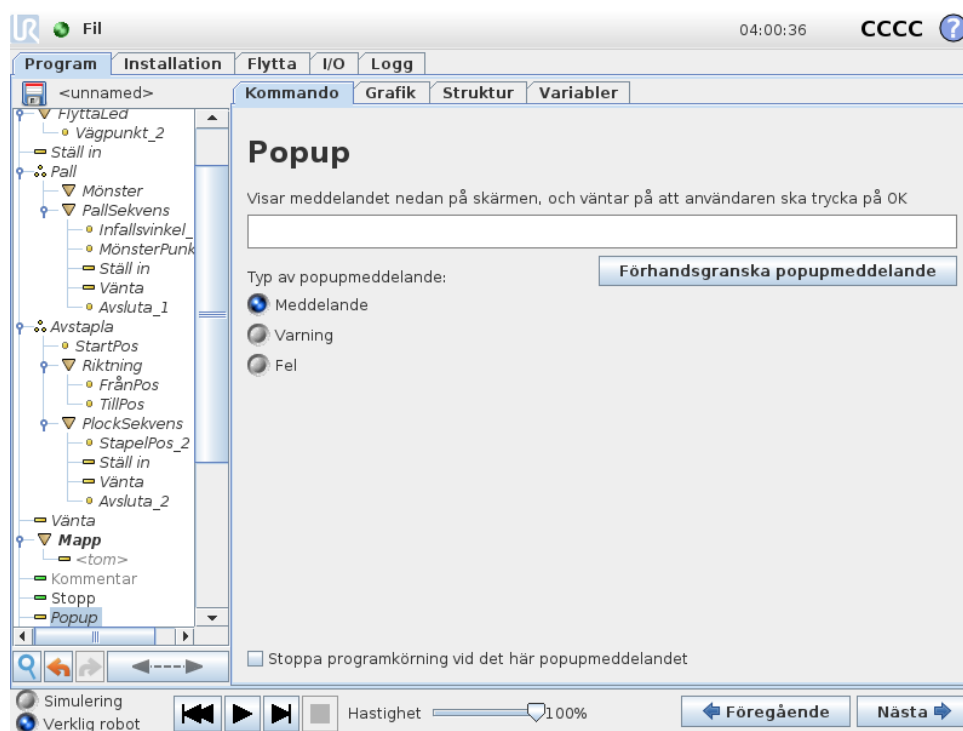 UR Fil 04:00:36 CCCC ?
Program Installation Flytta I/O Logg
<unnamed>
Kommando Grafik Struktur Variabler
FlyttaLed
Vägpunkt_2
Ställ in
Pall
Mönster
PallSekvens
Infallsvinkel_
MönsterPunk
Ställ in
Vänta
Avsluta_1
Avstapla
StartPos
Riktning
FrånPos
TillPos
PlockSekvens
StapelPos_2
Ställ in
Vänta
Avsluta_2
Vänta
Mapp
<tom>
Kommentar
Stopp
Popup
Popup
Visar meddelandet nedan på skärmen, och väntar på att användaren ska trycka på OK
Typ av popupmeddelande:
Förhandsgranska popupmeddelande
Meddelande
Varning
Fel
Stoppa programkörning vid det här popupmeddelandet
Simulering
Verklig robot
Hastighet 100%
Föregående
Nästa